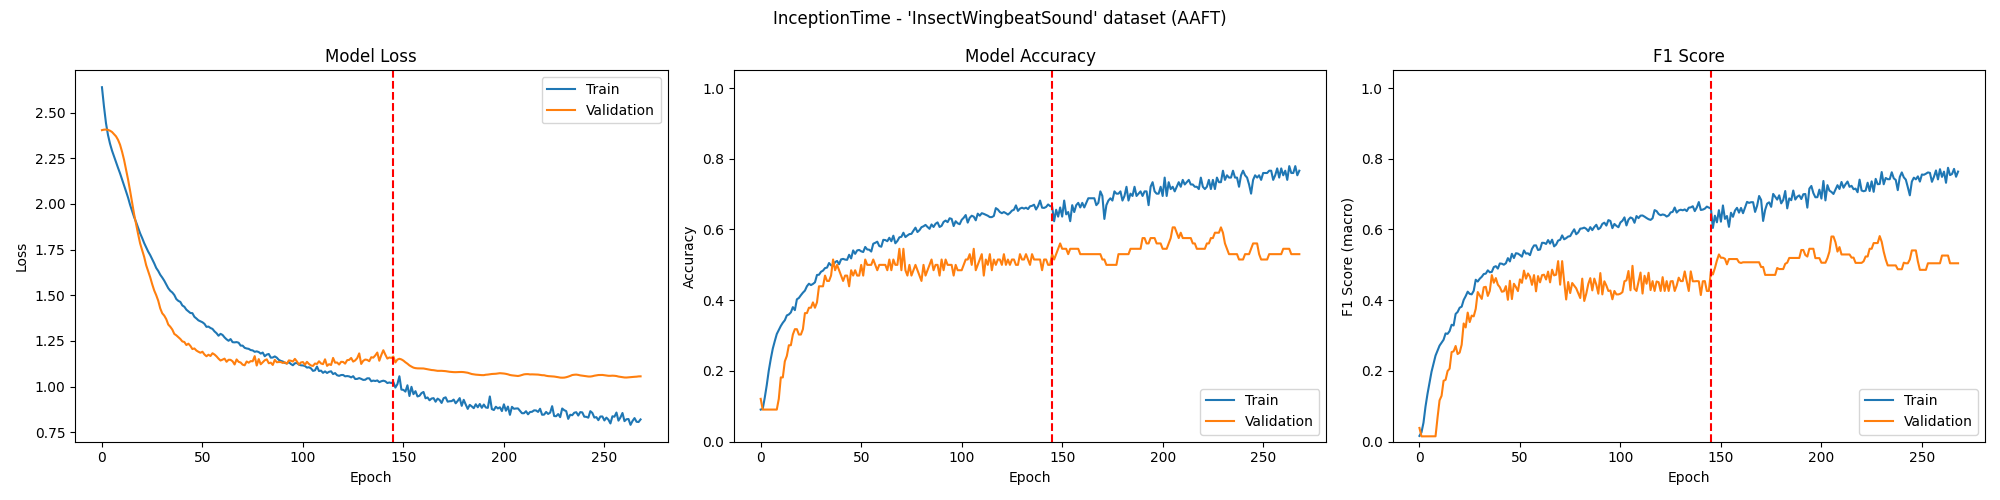 InceptionTime - 'InsectWingbeatSound' dataset (AAFT)
Model Loss
Loss
2.50
2.25
2.00
1.75
1.50
1.25
1.00
0.75
0
50
100
150
200
250
Epoch
Train
Validation
Model Accuracy
Accuracy
1.0
0.8
0.6
0.4
0.2
0.0
0
50
100
150
200
250
Epoch
Train
Validation
F1 Score
F1 Score (macro)
1.0
0.8
0.6
0.4
0.2
0.0
0
50
100
150
200
250
Epoch
Train
Validation